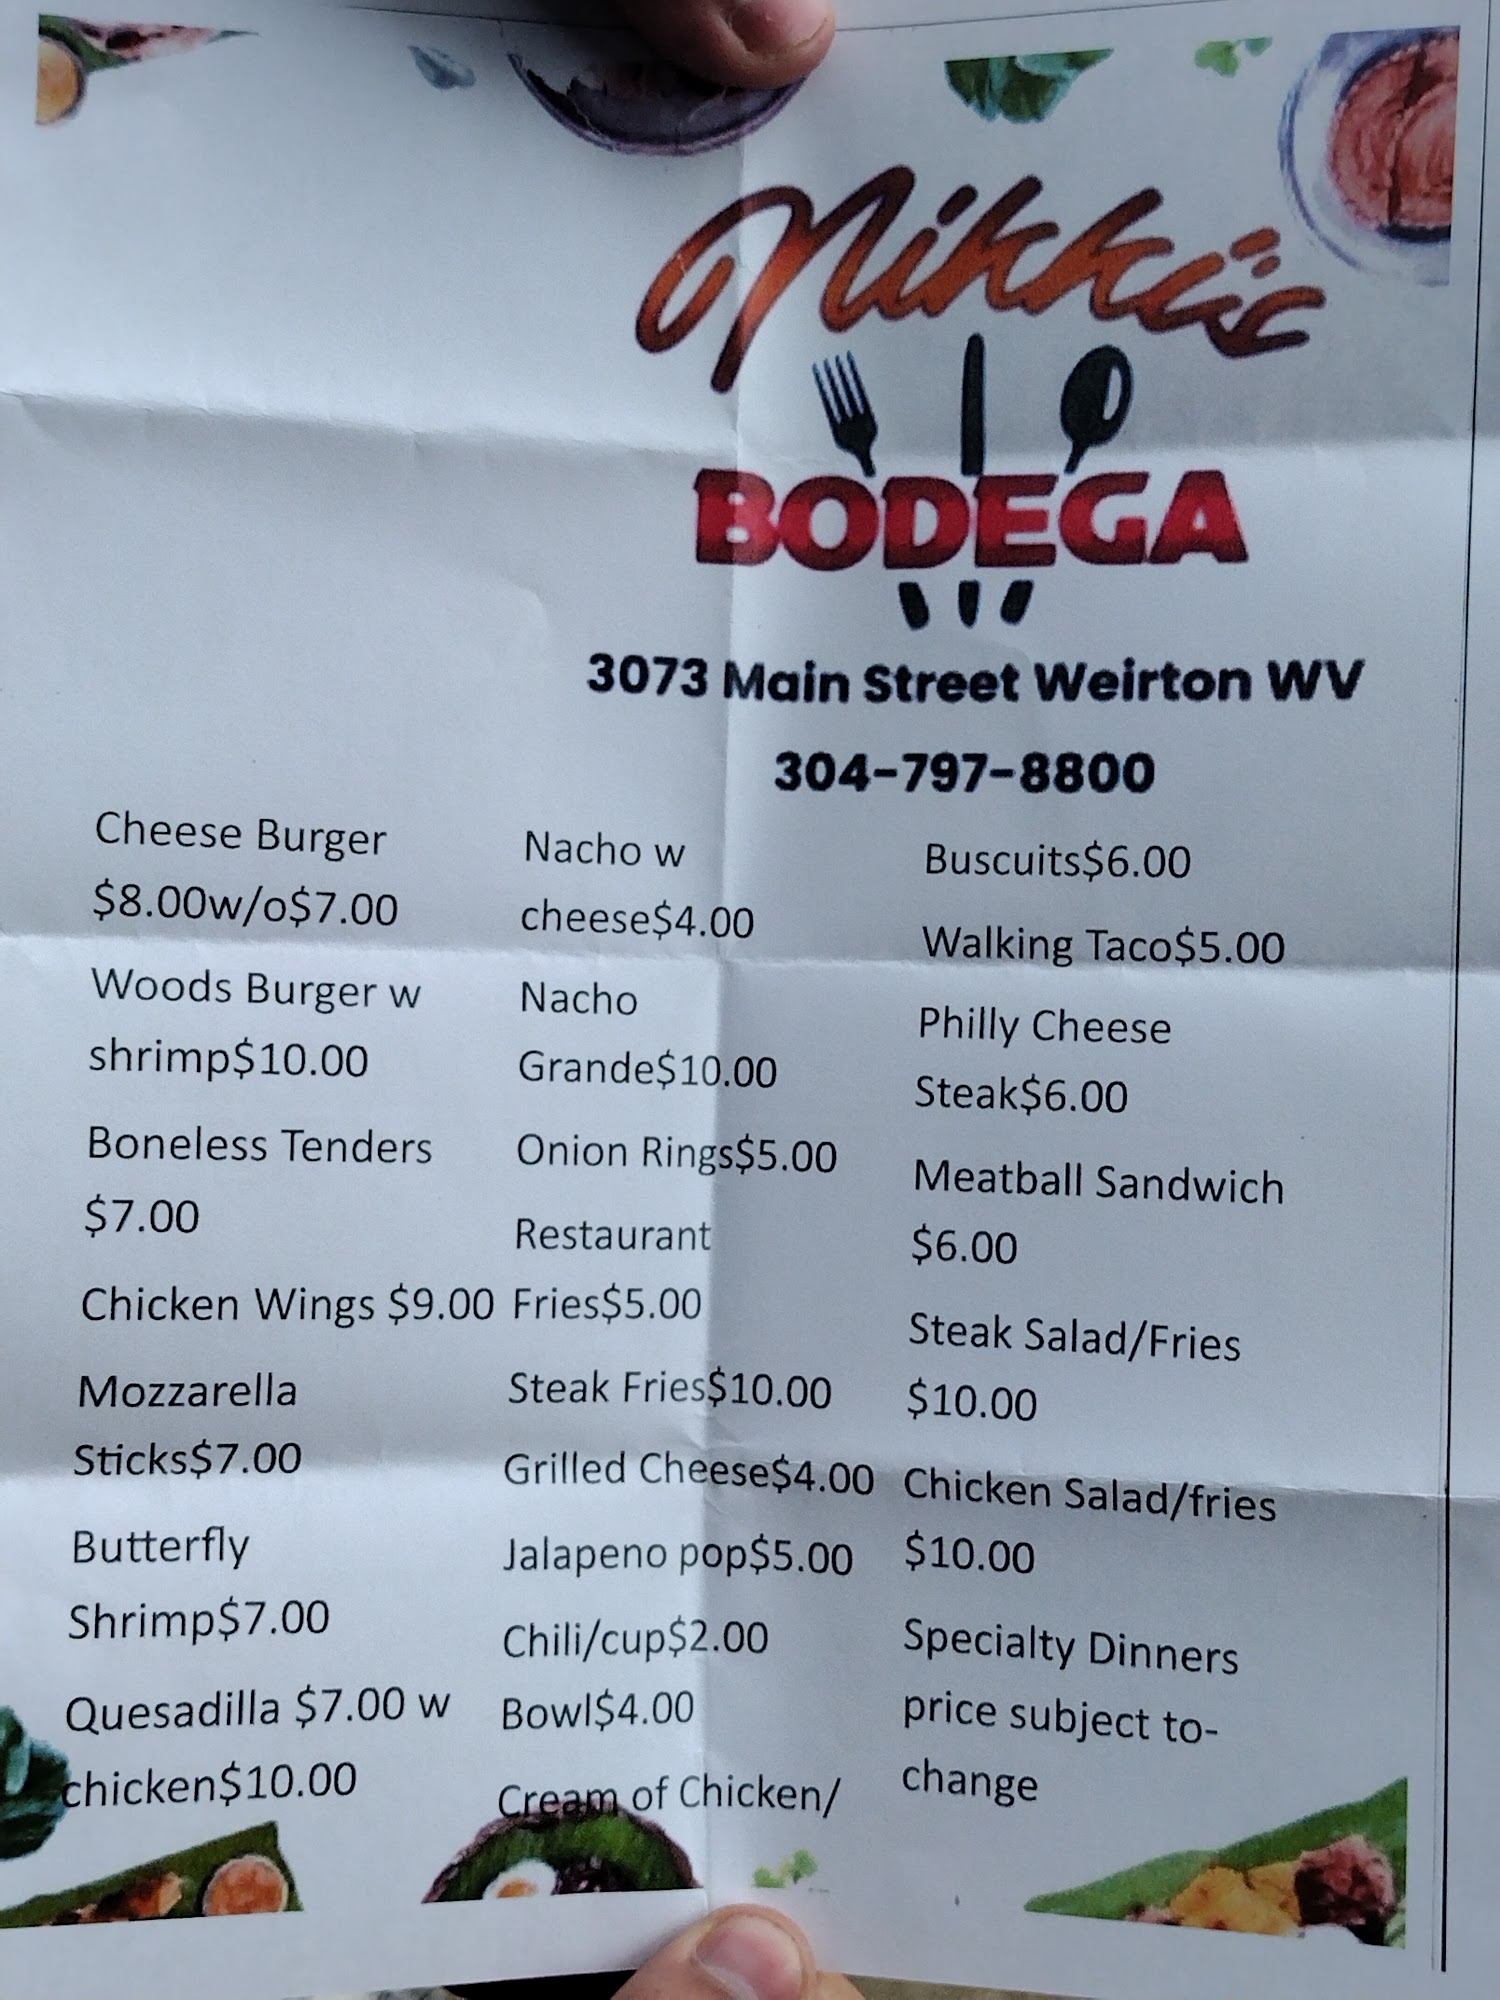 Nikki's
BODEGA
3073 Main Street Weirton WV
304-797-8800
Cheese Burger
$8.00w/o$7.00
Woods Burger w
shrimp$10.00
Boneless Tenders
$7.00
Chicken Wings $9.00
Mozzarella
Sticks$7.00
Butterfly
Shrimp$7.00
Quesadilla $7.00 w
chicken$10.00
Nacho w
cheese$4.00
Nacho
Grande$10.00
Onion Rings$5.00
Restaurant
Fries$5.00
Steak Fries$10.00
Grilled Cheese$4.00
Jalapeno pop$5.00
Chili/cup$2.00
Bowl$4.00
Cream of Chicken/
Buscuits$6.00
Walking Taco$5.00
Philly Cheese
Steak$6.00
Meatball Sandwich
$6.00
Steak Salad/Fries
$10.00
Chicken Salad/fries
$10.00
Specialty Dinners
price subject to-
change